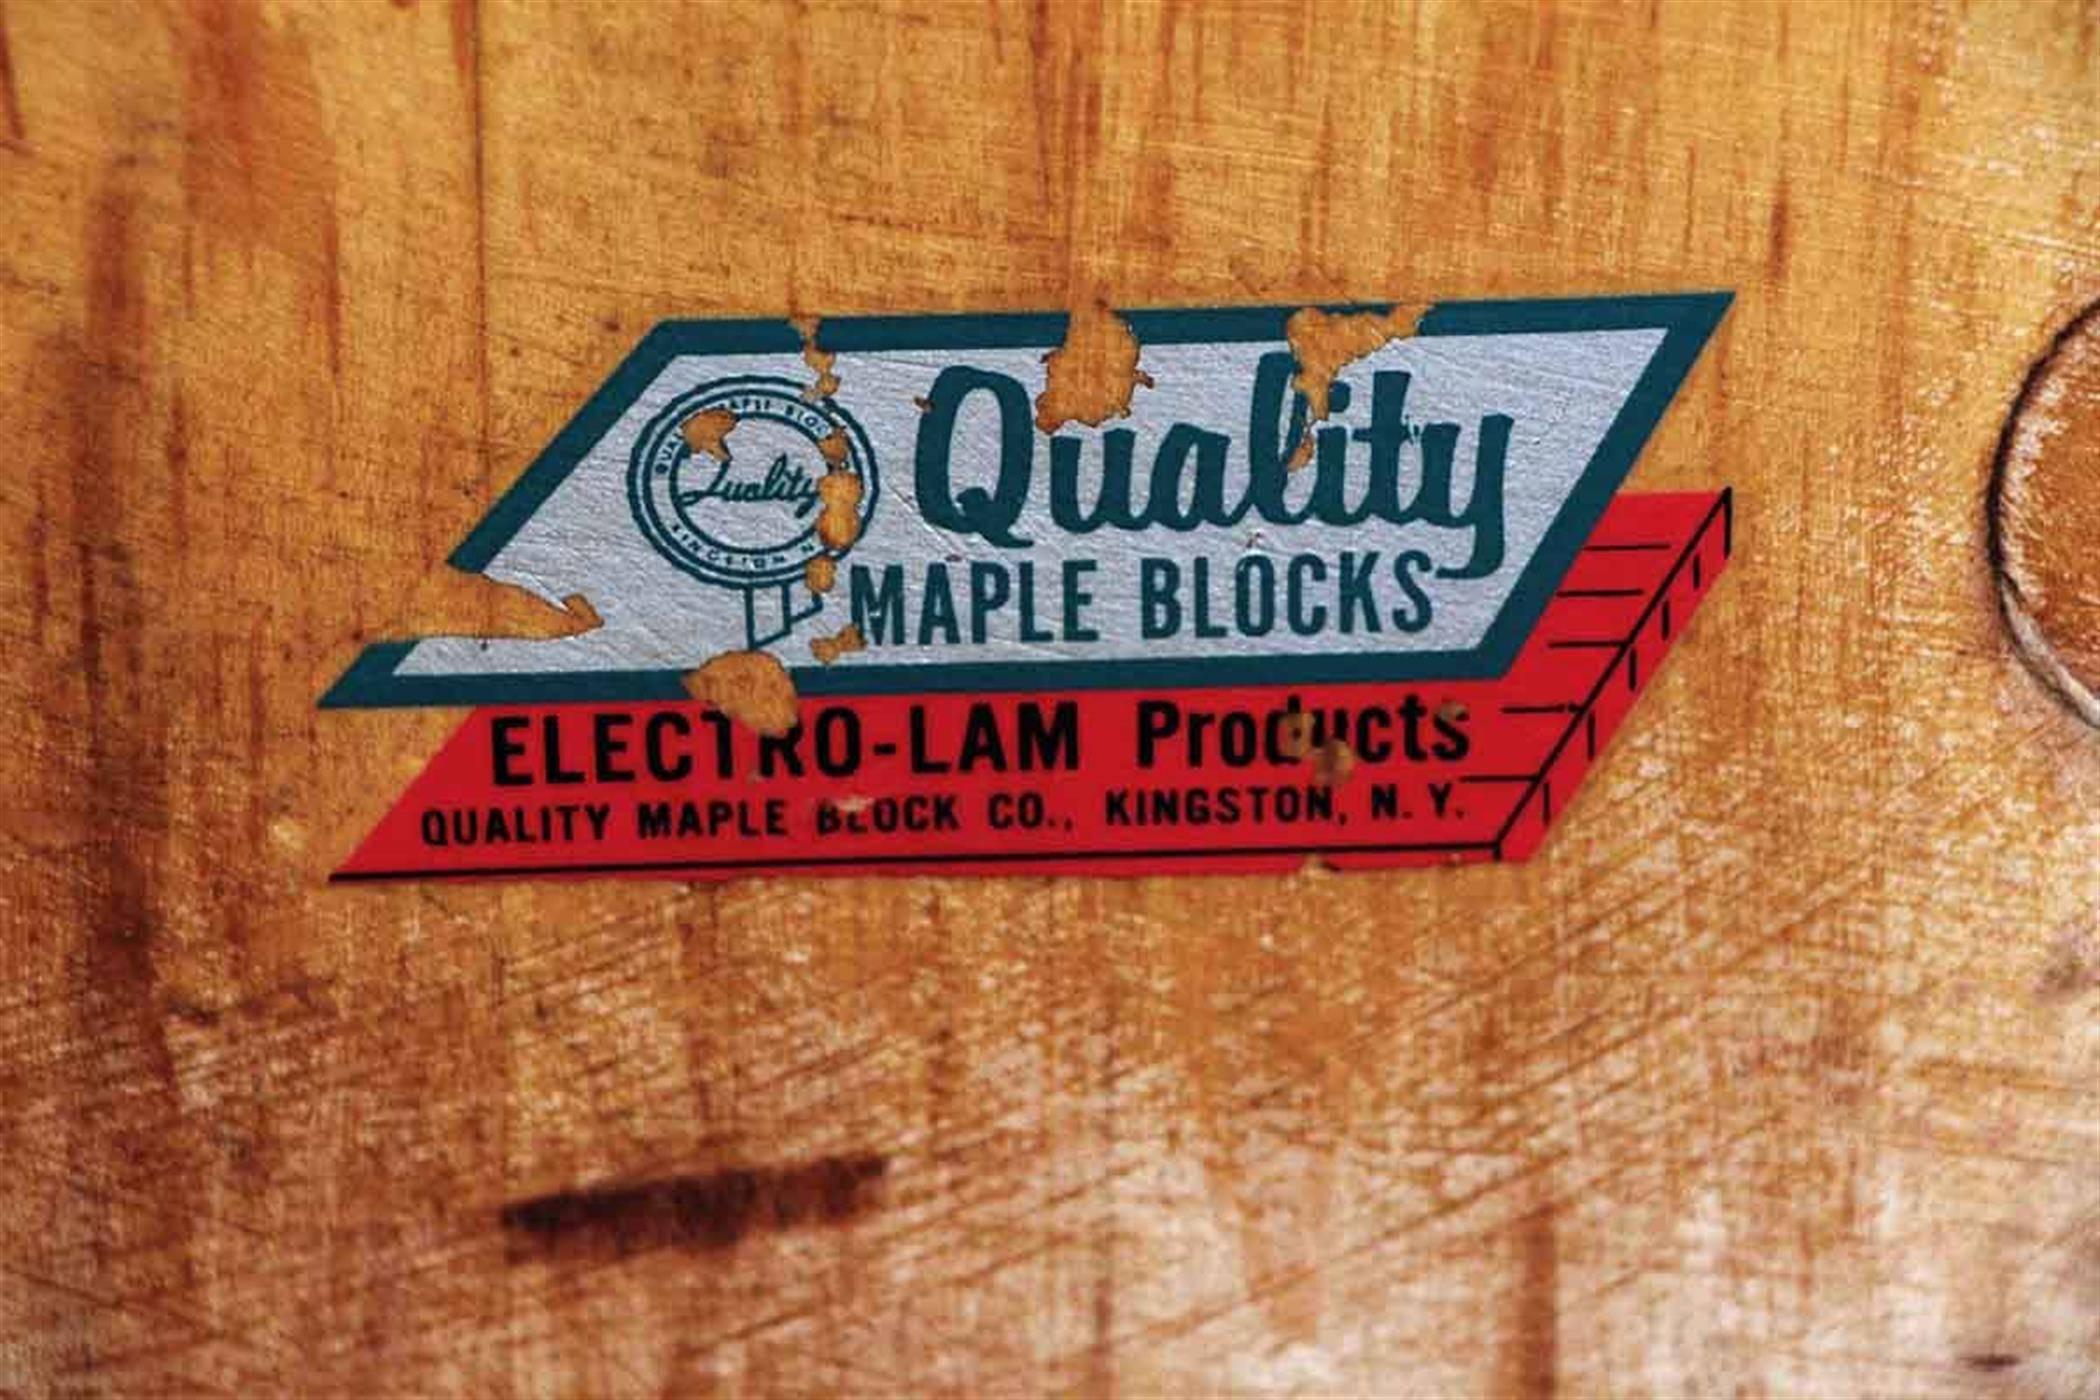 Quality
Quality
MAPLE BLOCKS
ELECTRO-LAM Products
QUALITY MAPLE BLOCK CO., KINGSTON, N. Y.